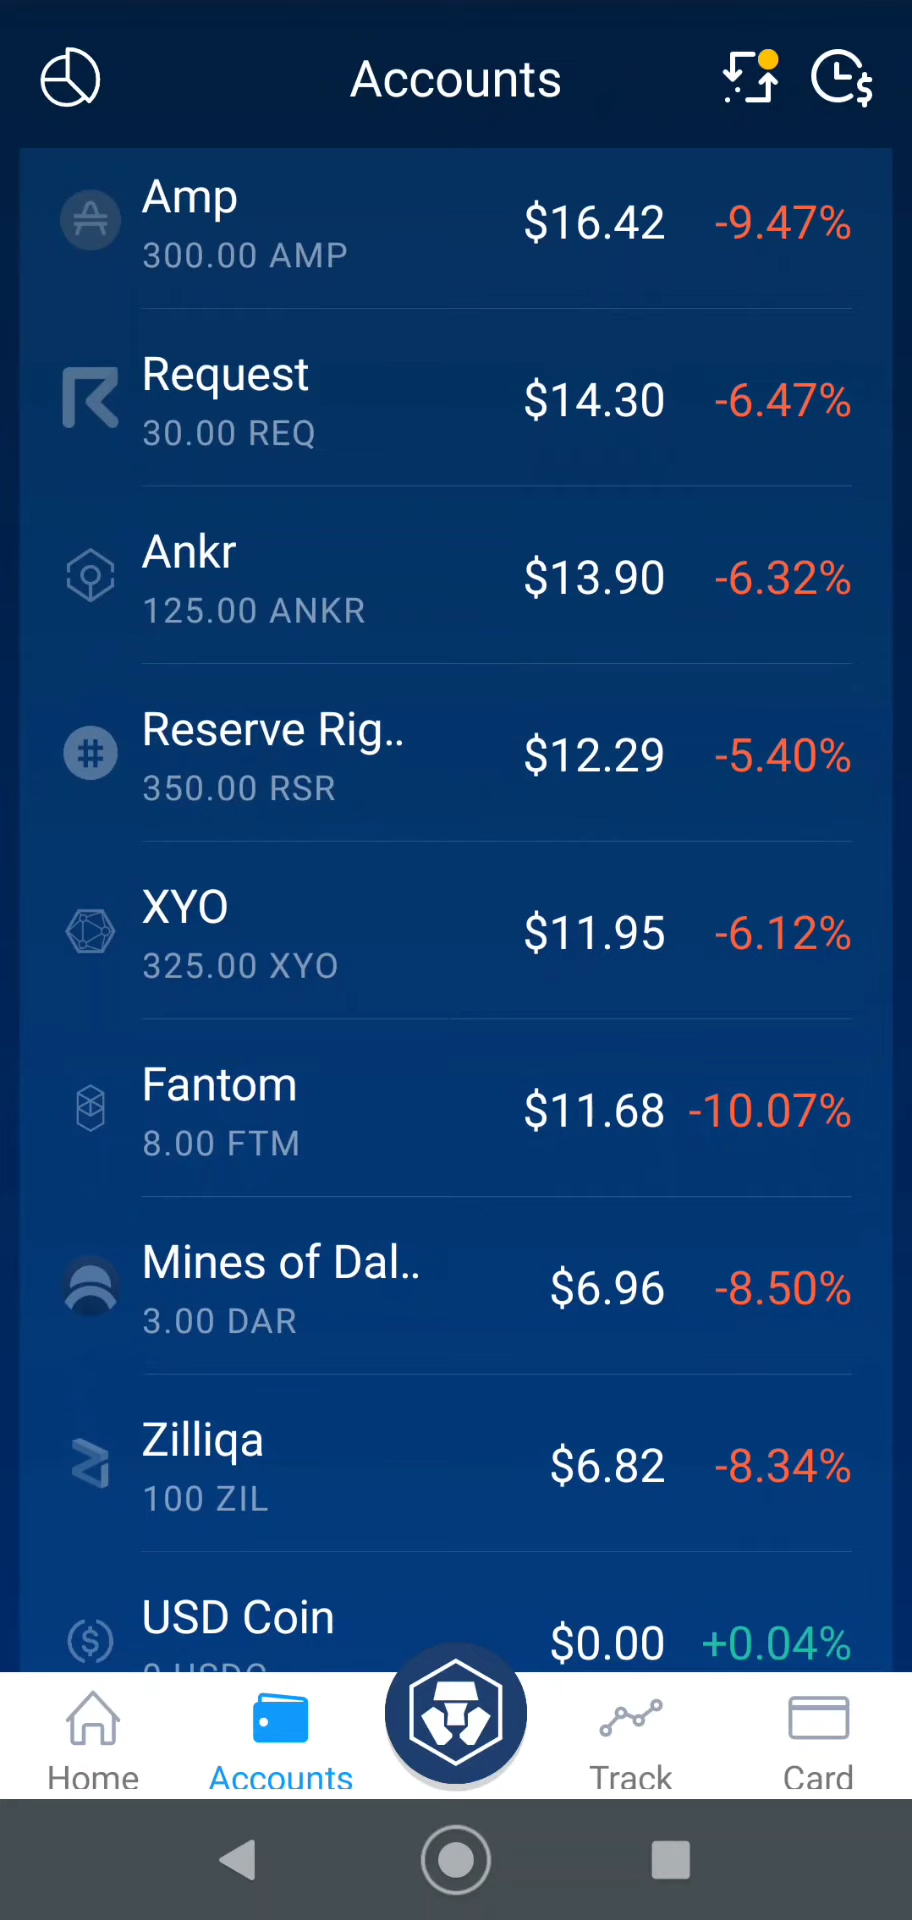 Accounts
Amp
$16.42 -9.47%
300.00 AMP
Request
$14.30 -6.47%
30.00 REQ
Ankr
$13.90 -6.32%
125.00 ANKR
Reserve Rig..
$12.29 -5.40%
350.00 RSR
XYO
$11.95 -6.12%
325.00 XYO
Fantom
$11.68 -10.07%
8.00 FTM
Mines of Dal..
$6.96 -8.50%
3.00 DAR
Zilliqa
$6.82 -8.34%
100 ZIL
USD Coin
$0.00 +0.04%
Home Accounts Track Card